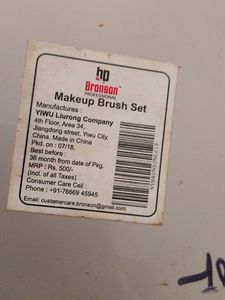 hp
Bronson
PROFESSIONAL
Makeup Brush Set
Manufactures :
YIWU Liurong Company
4th Floor, Area 34,
Jiangdong street, Yiwu City,
China. Made in China
Pkd. on : 07/18,
Best before :
36 month from date of Pkg.
MRP : Rs. 500/-
(incl. of all Taxes)
Consumer Care Cell :
Phone : +91-76669 45945
Email: customercare.bronson@gmail.com